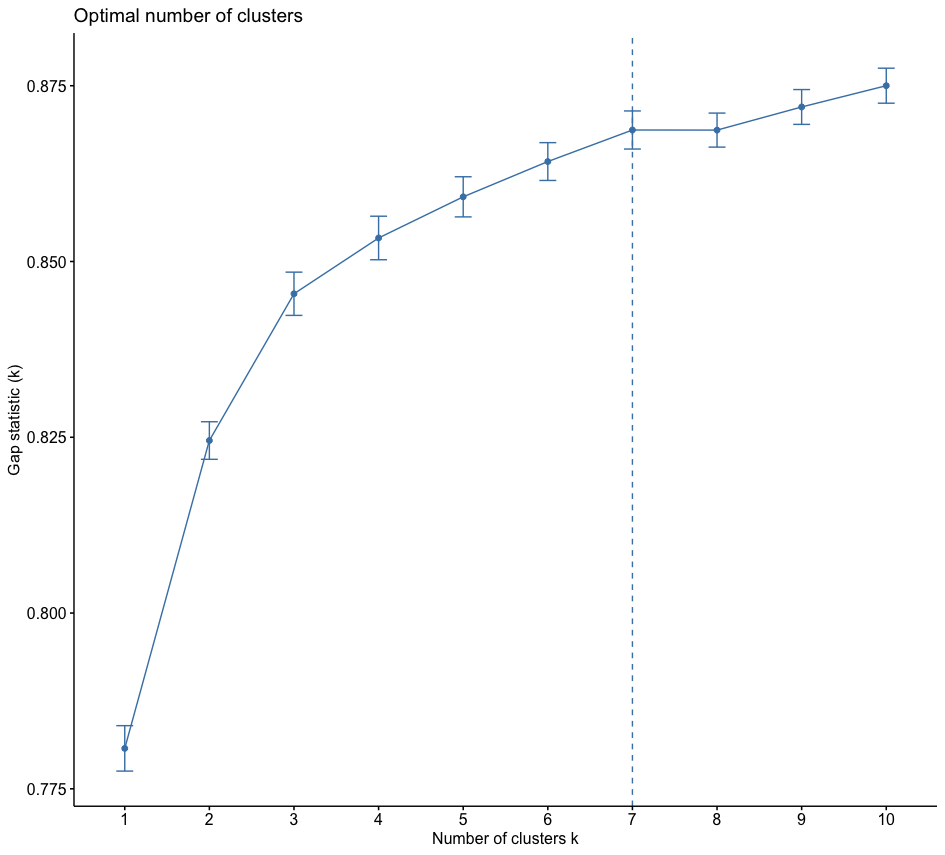 Optimal number of clusters
Gap statistic (k)
0.875
0.850
0.825
0.800
0.775
1 2 3 4 5 6 7 8 9 10
Number of clusters k